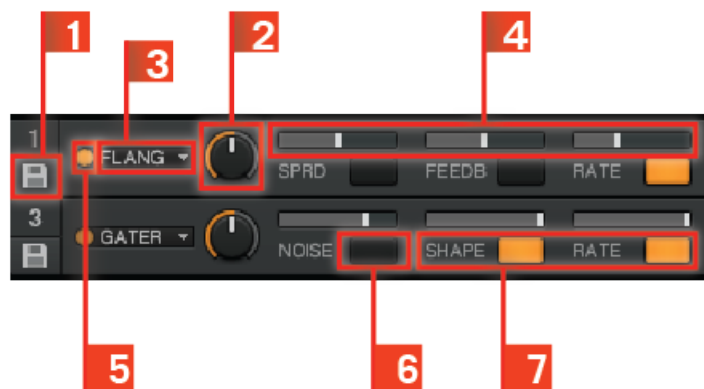 1 2 3 4
1 FLANG SPRD FEEDB RATE
3 GATER NOISE SHAPE RATE
5 6 7